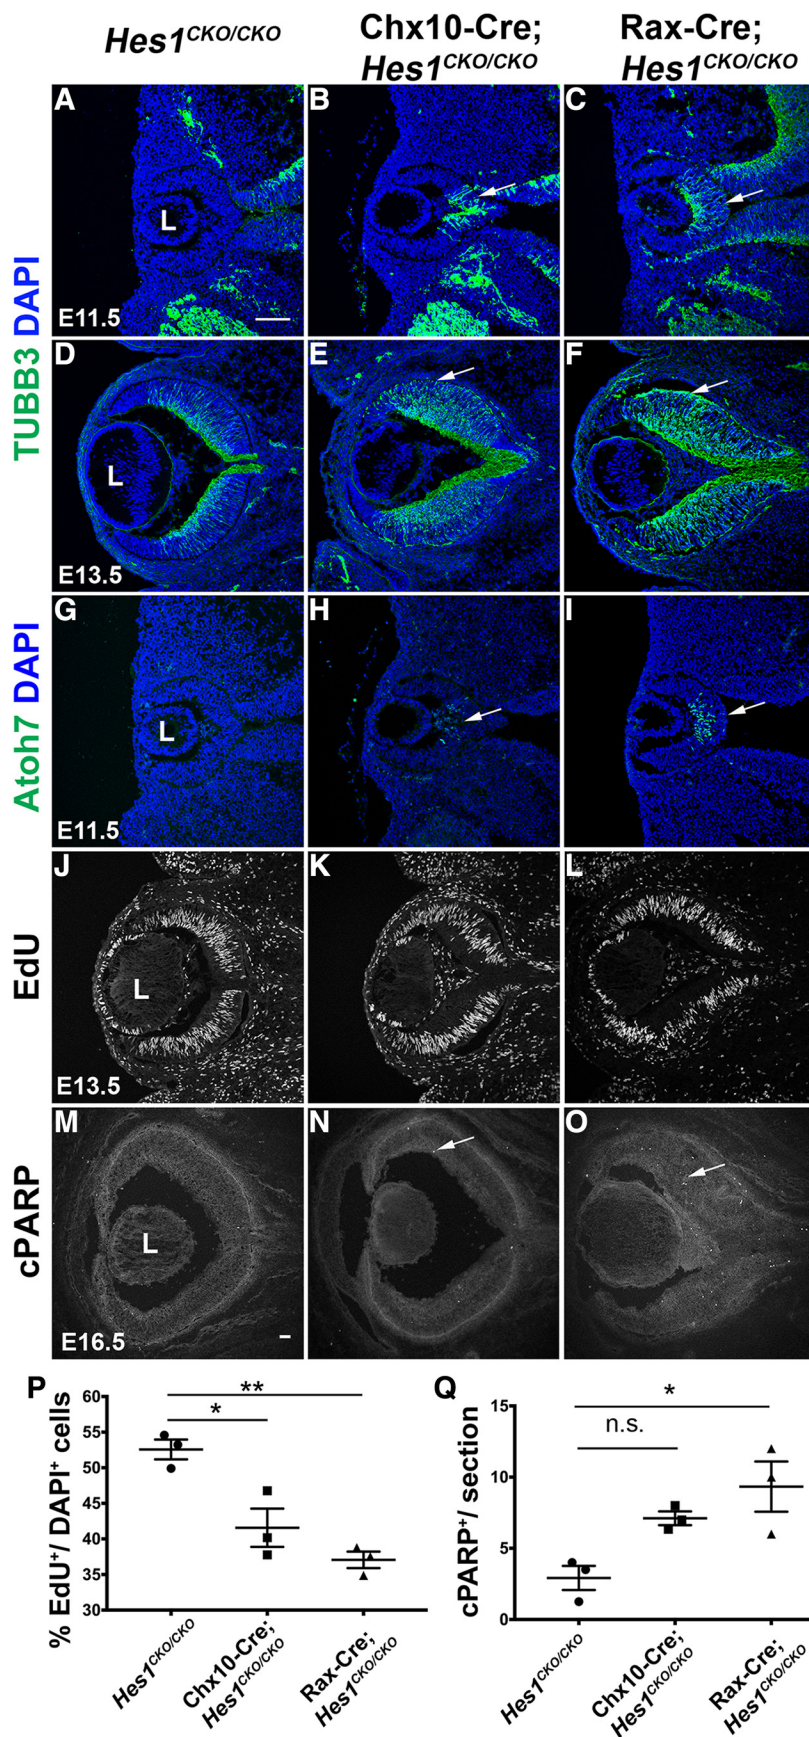 Hes1CKO/CKO
Chx10-Cre;
Hes1CKO/CKO
Rax-Cre;
Hes1CKO/CKO
TUBB3 DAPI
A
L
E11.5
B
C
D
L
E13.5
E
F
Atoh7 DAPI
G
L
E11.5
H
I
EdU
J
L
E13.5
K
L
cPARP
M
L
E16.5
N
O
P
% EdU+/ DAPI+ cells
60
55
50
45
40
35
30
**
*
Hes1CKO/CKO
Chx10-Cre;
Hes1CKO/CKO
Rax-Cre;
Hes1CKO/CKO
Q
cPARP+/ section
15
10
5
0
*
n.s.
Hes1CKO/CKO
Chx10-Cre;
Hes1CKO/CKO
Rax-Cre;
Hes1CKO/CKO